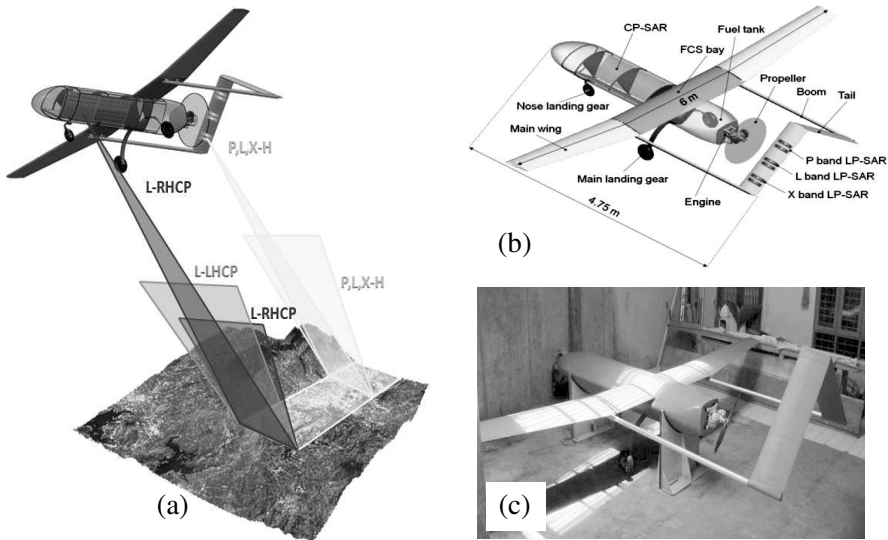 P,L,X-H
L-RHCP
L-LHCP
P,L,X-H
L-RHCP
(a)
CP-SAR
Fuel tank
FCS bay
Propeller
Boom
Tail
6 m
Nose landing gear
Main wing
Main landing gear
Engine
P band LP-SAR
L band LP-SAR
X band LP-SAR
4.75 m
(b)
(c)